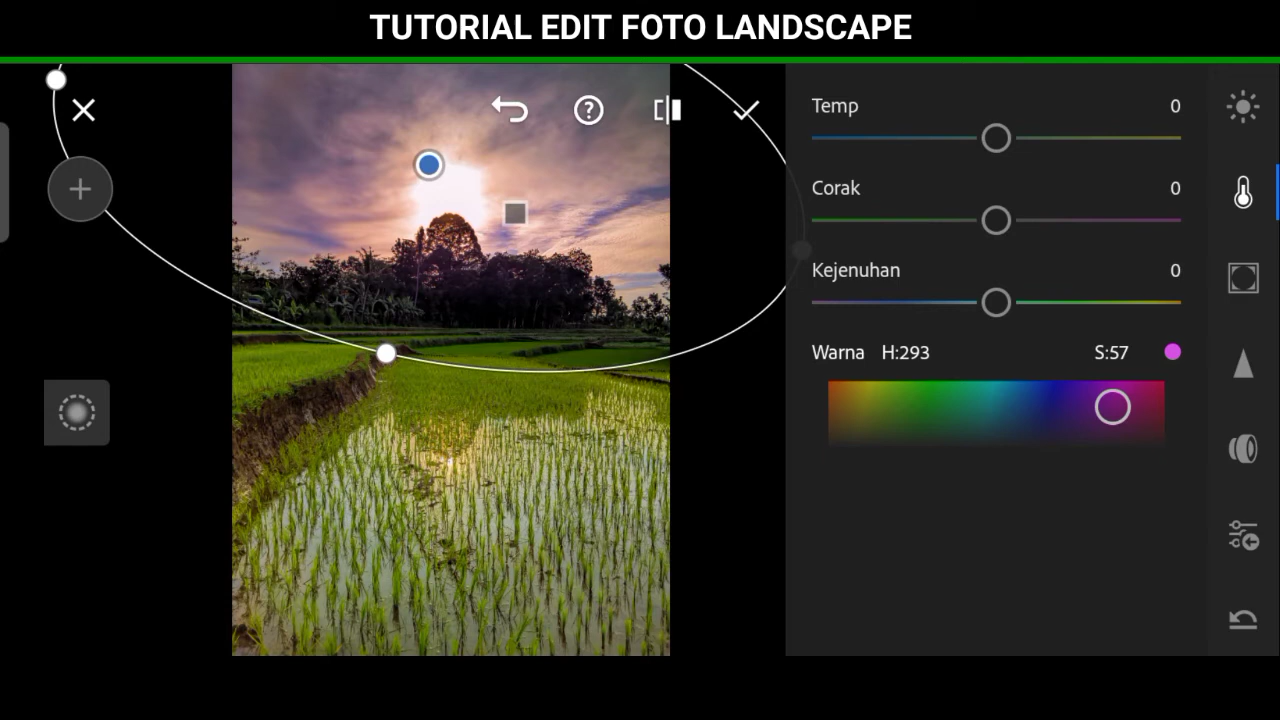 TUTORIAL EDIT FOTO LANDSCAPE
Temp 0
Corak 0
Kejenuhan 0
Warna H:293 S:57